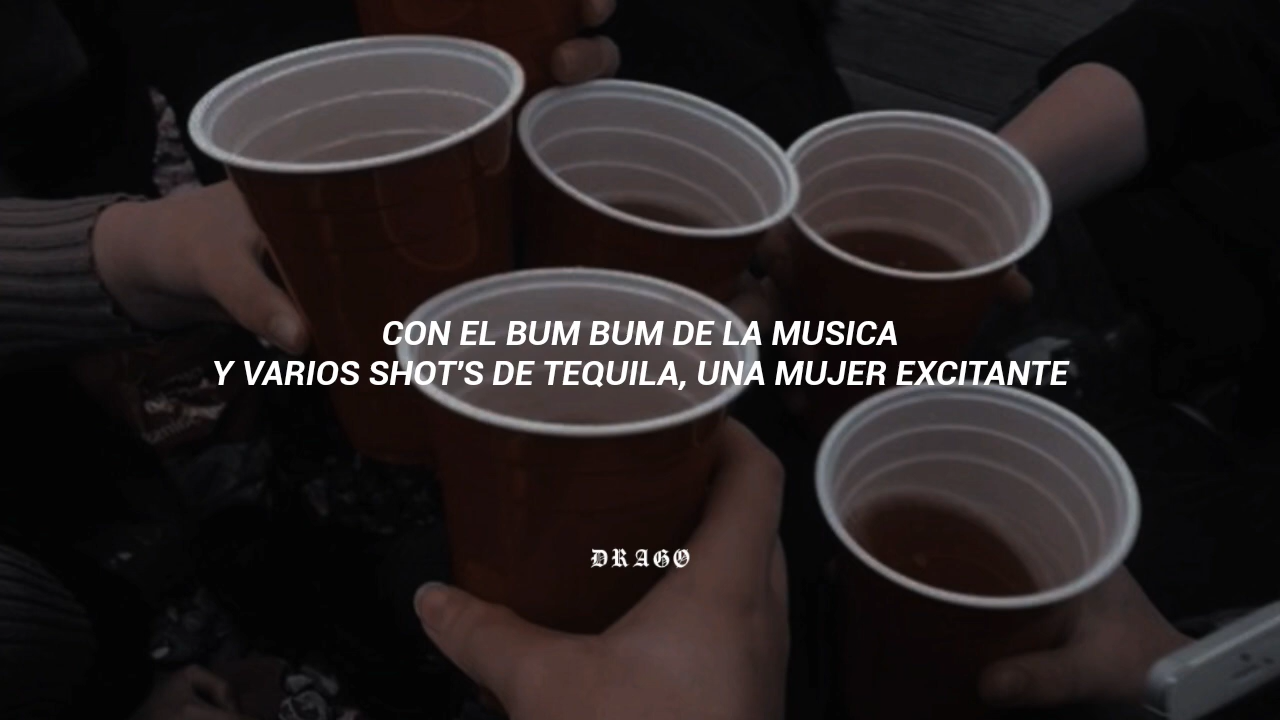 CON EL BUM BUM DE LA MUSICA
Y VARIOS SHOT'S DE TEQUILA, UNA MUJER EXCITANTE
DRAGO